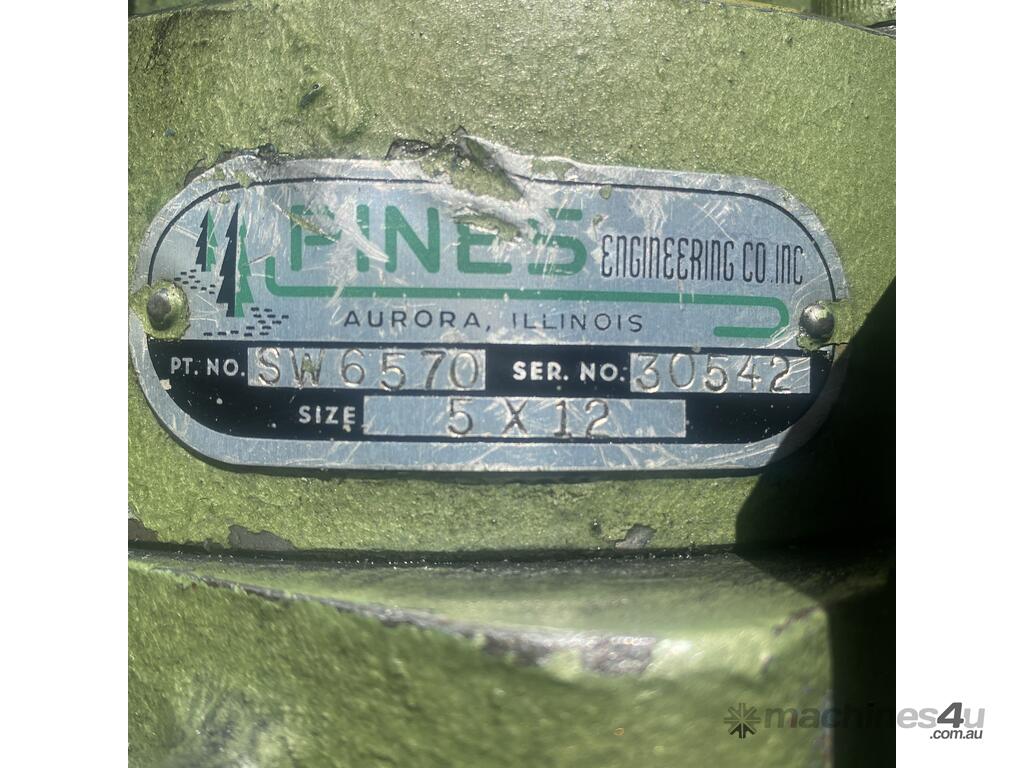 PINES ENGINEERING CO. INC
AURORA, ILLINOIS
PT. NO. SW6570 SER. NO. 30542
SIZE 5 X 12
machines4u
.com.au